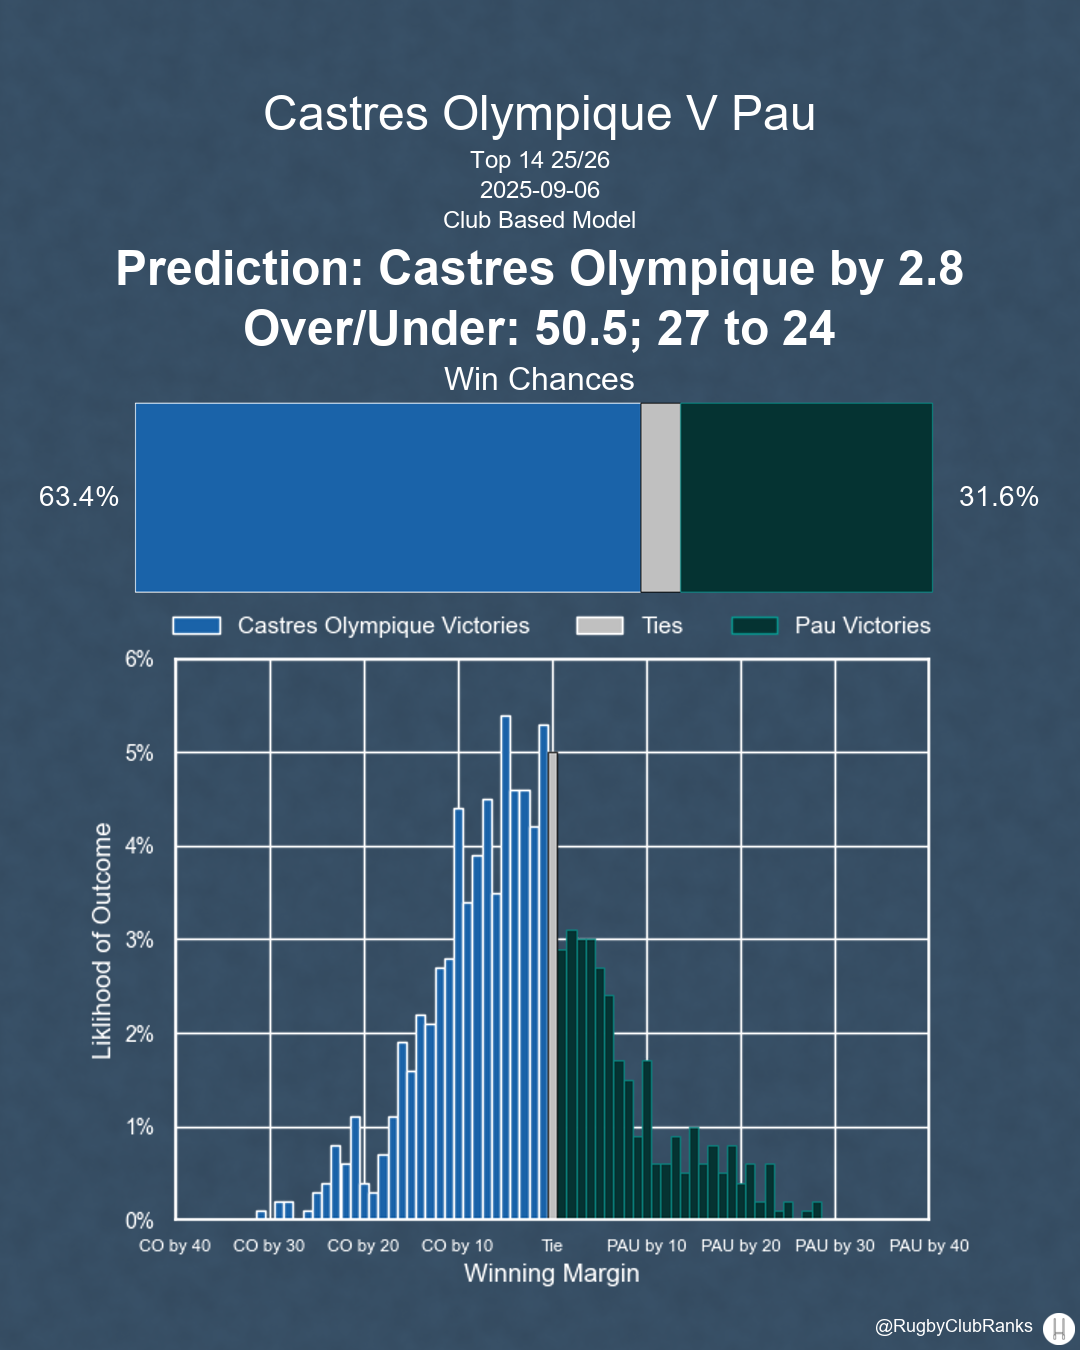 Castres Olympique V Pau
Top 14 25/26
2025-09-06
Club Based Model
Prediction: Castres Olympique by 2.8
Over/Under: 50.5; 27 to 24
Win Chances
63.4%
31.6%
Castres Olympique Victories
Ties
Pau Victories
6%
5%
4%
3%
2%
1%
0%
Liklihood of Outcome
CO by 40
CO by 30
CO by 20
CO by 10
Tie
PAU by 10
PAU by 20
PAU by 30
PAU by 40
Winning Margin
@RugbyClubRanks